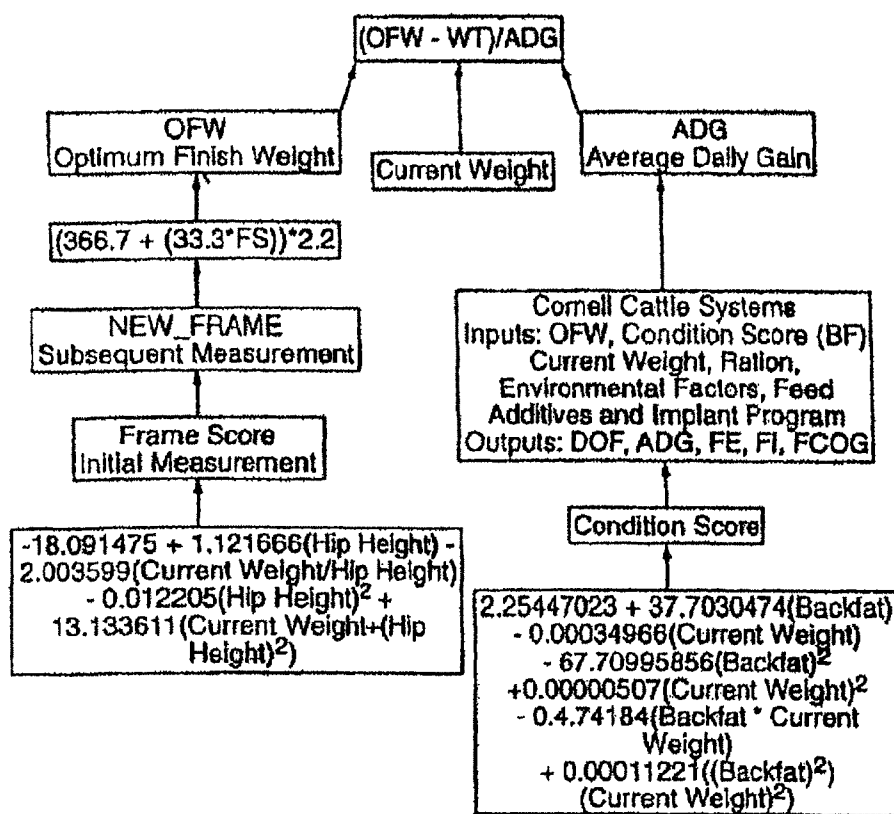 (OFW - WT)/ADG
OFW
Optimum Finish Weight
Current Weight
ADG
Average Daily Gain
(366.7 + (33.3*FS))*2.2
NEW_FRAME
Subsequent Measurement
Frame Score
Initial Measurement
-18.091475 + 1.121666(Hip Height) -
2.003599(Current Weight/Hip Height)
- 0.012205(Hip Height)² +
13.133611(Current Weight÷(Hip
Height)²)
Cornell Cattle Systems
Inputs: OFW, Condition Score (BF)
Current Weight, Ration,
Environmental Factors, Feed
Additives and Implant Program
Outputs: DOF, ADG, FE, FI, FCOG
Condition Score
2.25447023 + 37.7030474(Backfat)
- 0.00034966(Current Weight)
- 67.70995856(Backfat)²
+0.00000507(Current Weight)²
- 0.4.74184(Backfat * Current
Weight)
+ 0.00011221((Backfat)²)
(Current Weight)²)